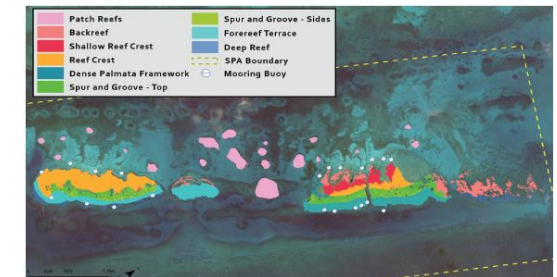 Patch Reefs
Backreef
Shallow Reef Crest
Reef Crest
Dense Palmata Framework
Spur and Groove - Top
Spur and Groove - Sides
Forereef Terrace
Deep Reef
SPA Boundary
Mooring Buoy